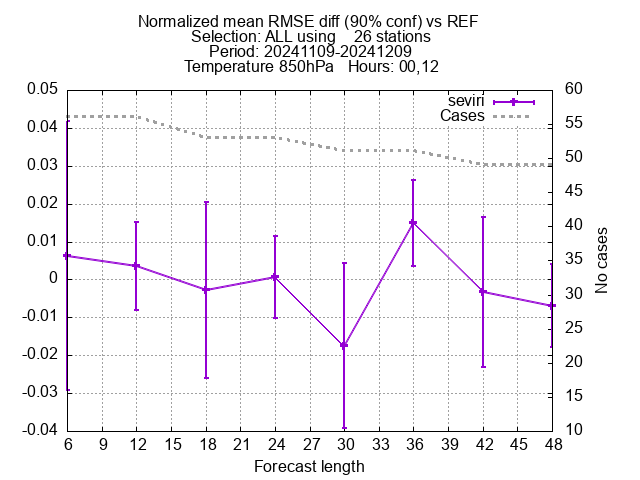 Normalized mean RMSE diff (90% conf) vs REF
Selection: ALL using    26 stations
Period: 20241109-20241209
Temperature 850hPa   Hours: 00,12
seviri
Cases
0.05
0.04
0.03
0.02
0.01
0
-0.01
-0.02
-0.03
-0.04
60
55
50
45
40
35
30
25
20
15
10
No cases
6 9 12 15 18 21 24 27 30 33 36 39 42 45 48
Forecast length